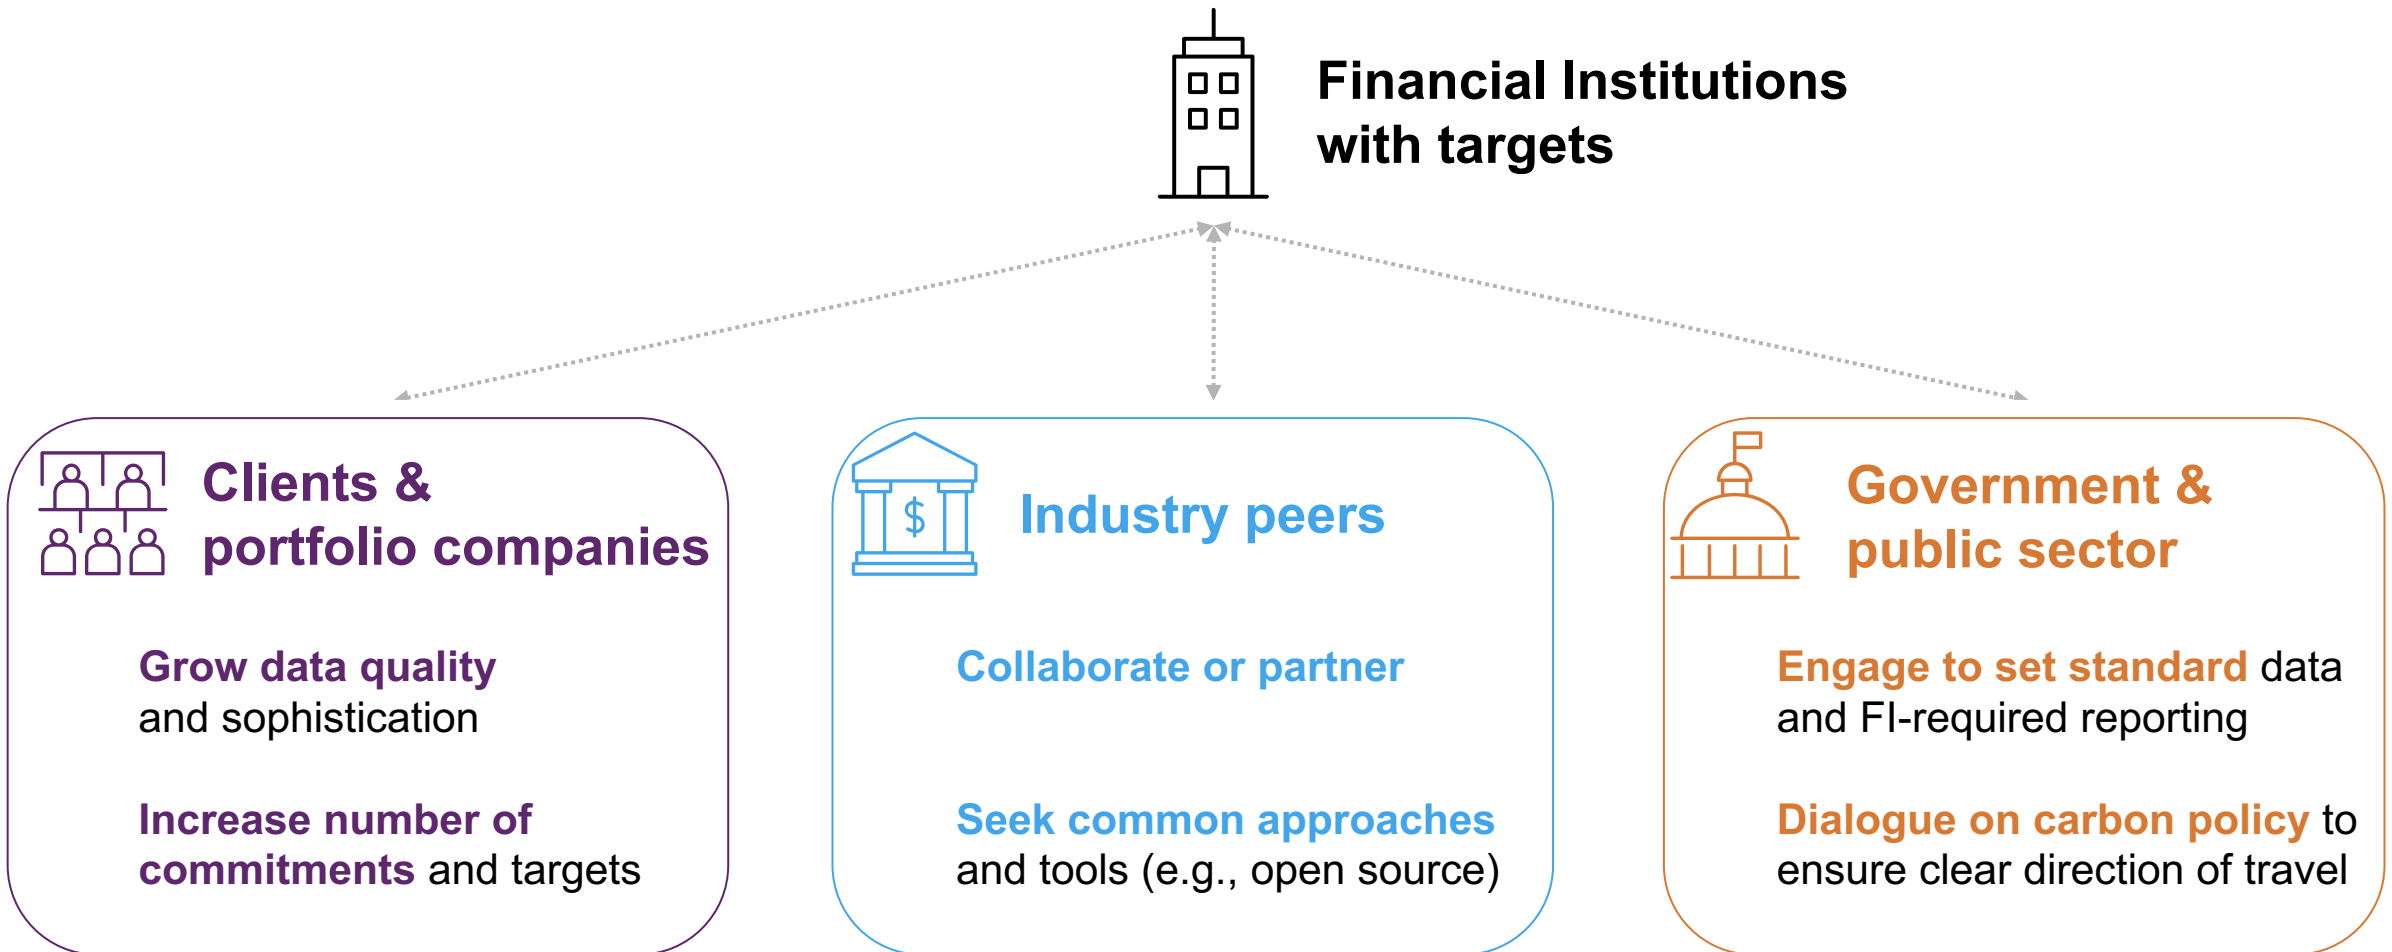 Financial Institutions
with targets
Clients &
portfolio companies
Grow data quality
and sophistication
Increase number of
commitments and targets
$
Industry peers
Collaborate or partner
Seek common approaches
and tools (e.g., open source)
Government &
public sector
Engage to set standard data
and FI-required reporting
Dialogue on carbon policy to
ensure clear direction of travel